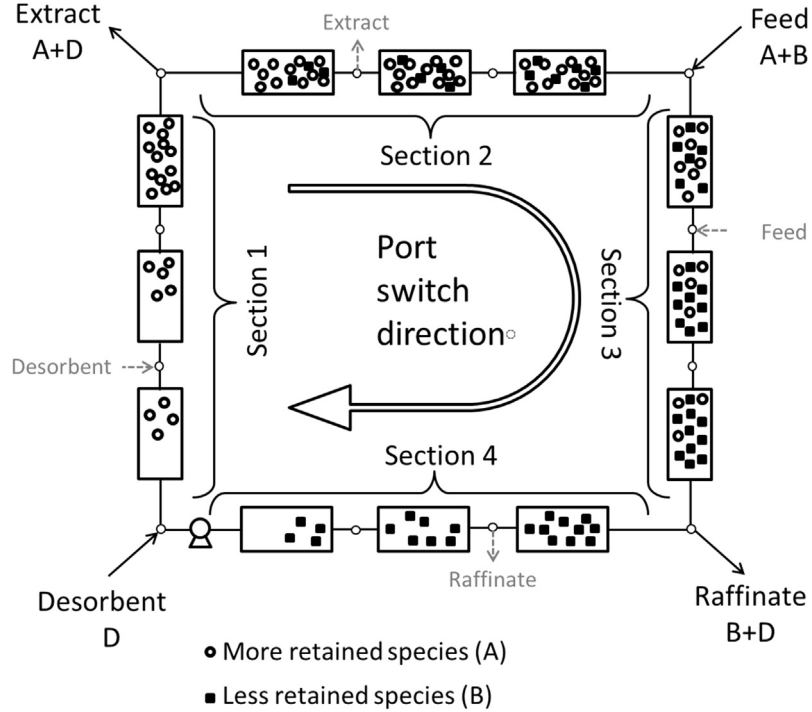 Extract
A+D
Extract
Feed
A+B
Section 2
Section 1
Port
switch
direction
Section 3
Feed
Desorbent
Section 4
Raffinate
Desorbent
D
Raffinate
B+D
More retained species (A)
Less retained species (B)